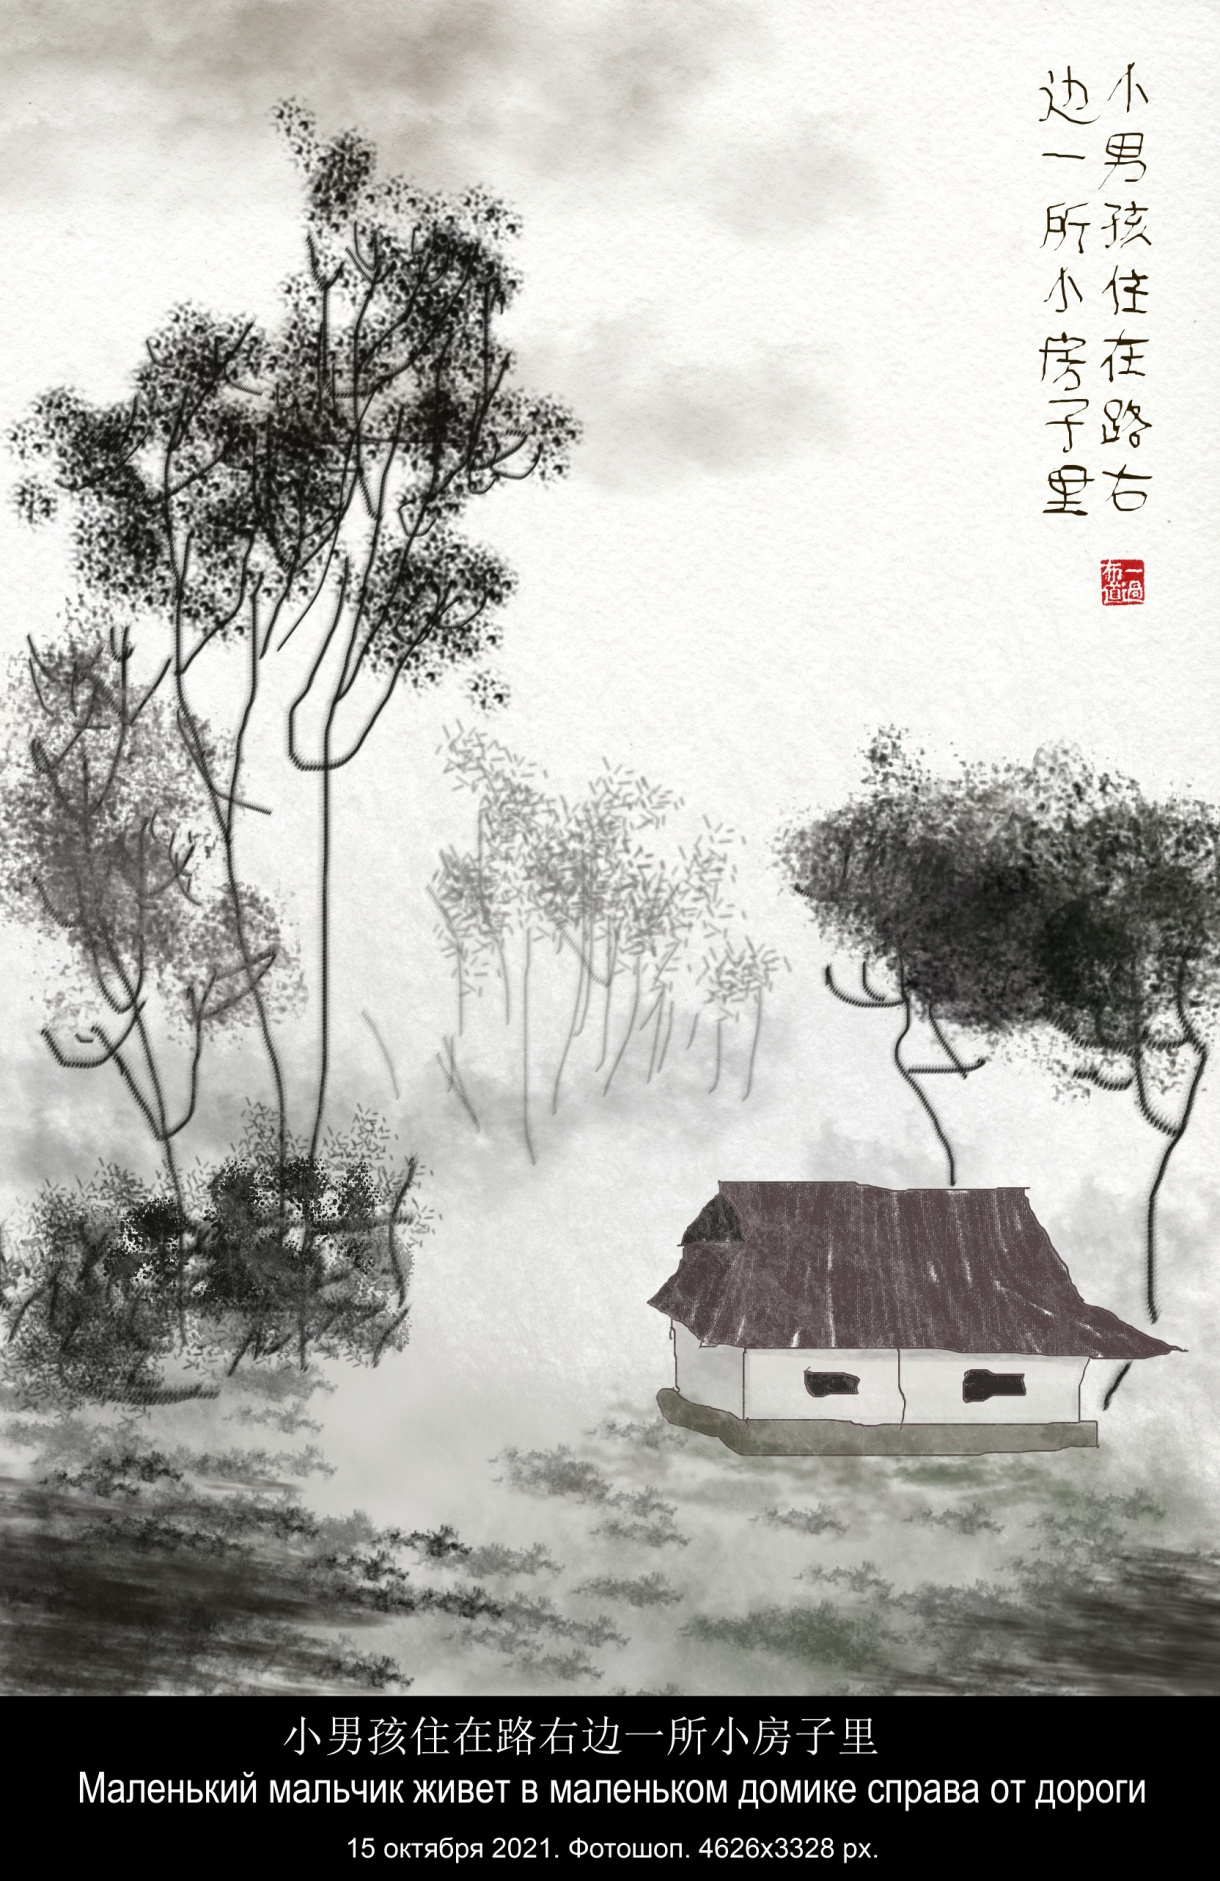 小男孩住在路右
边一所小房子里
小男孩住在路右边一所小房子里
Маленький мальчик живет в маленьком домике справа от дороги
15 октября 2021. Фотошоп. 4626x3328 px.